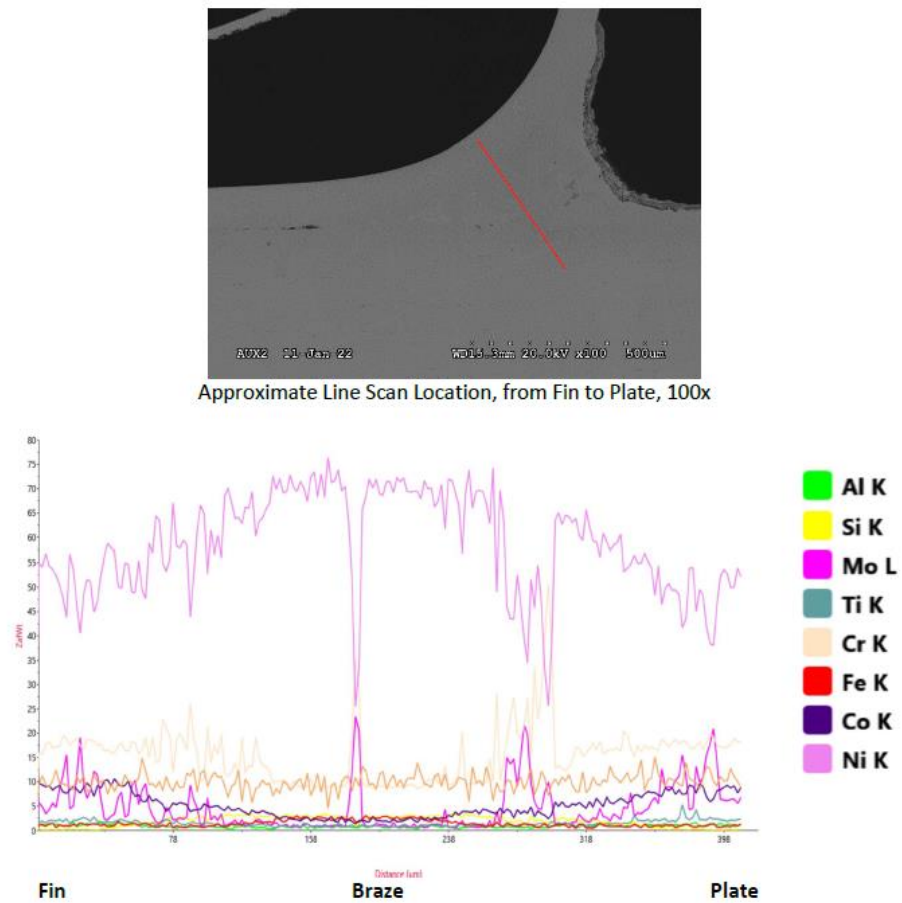 AUX2 11-Jan 22 WD15.3mm 20.0kV x100 500um
Approximate Line Scan Location, from Fin to Plate, 100x
80
75
70
65
60
55
50
45
40
35
30
25
20
15
10
5
0
78 158 238 318 398
Distance (um)
Fin Braze Plate
Al K
Si K
Mo L
Ti K
Cr K
Fe K
Co K
Ni K